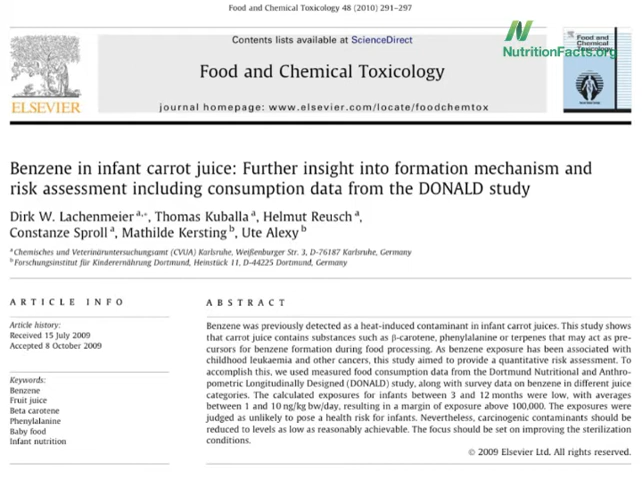 Food and Chemical Toxicology 48 (2010) 291–297
Contents lists available at ScienceDirect
NutritionFacts.org
Food and Chemical Toxicology
ELSEVIER
journal homepage: www.elsevier.com/locate/foodchemtox
Benzene in infant carrot juice: Further insight into formation mechanism and
risk assessment including consumption data from the DONALD study
Dirk W. Lachenmeier a,*, Thomas Kuballa a, Helmut Reusch a,
Constanze Sproll a, Mathilde Kersting b, Ute Alexy b
a Chemisches und Veterinäruntersuchungsamt (CVUA) Karlsruhe, Weißenburger Str. 3, D-76187 Karlsruhe, Germany
b Forschungsinstitut für Kinderernährung Dortmund, Heinstück 11, D-44225 Dortmund, Germany
ARTICLE INFO
Article history:
Received 15 July 2009
Accepted 8 October 2009
Keywords:
Benzene
Fruit juice
Beta carotene
Phenylalanine
Baby food
Infant nutrition
ABSTRACT
Benzene was previously detected as a heat-induced contaminant in infant carrot juices. This study shows
that carrot juice contains substances such as β-carotene, phenylalanine or terpenes that may act as pre-
cursors for benzene formation during food processing. As benzene exposure has been associated with
childhood leukaemia and other cancers, this study aimed to provide a quantitative risk assessment. To
accomplish this, we used measured food consumption data from the Dortmund Nutritional and Anthro-
pometric Longitudinally Designed (DONALD) study, along with survey data on benzene in different juice
categories. The calculated exposures for infants between 3 and 12 months were low, with averages
between 1 and 10 ng/kg bw/day, resulting in a margin of exposure above 100,000. The exposures were
judged as unlikely to pose a health risk for infants. Nevertheless, carcinogenic contaminants should be
reduced to levels as low as reasonably achievable. The focus should be set on improving the sterilization
conditions.
© 2009 Elsevier Ltd. All rights reserved.